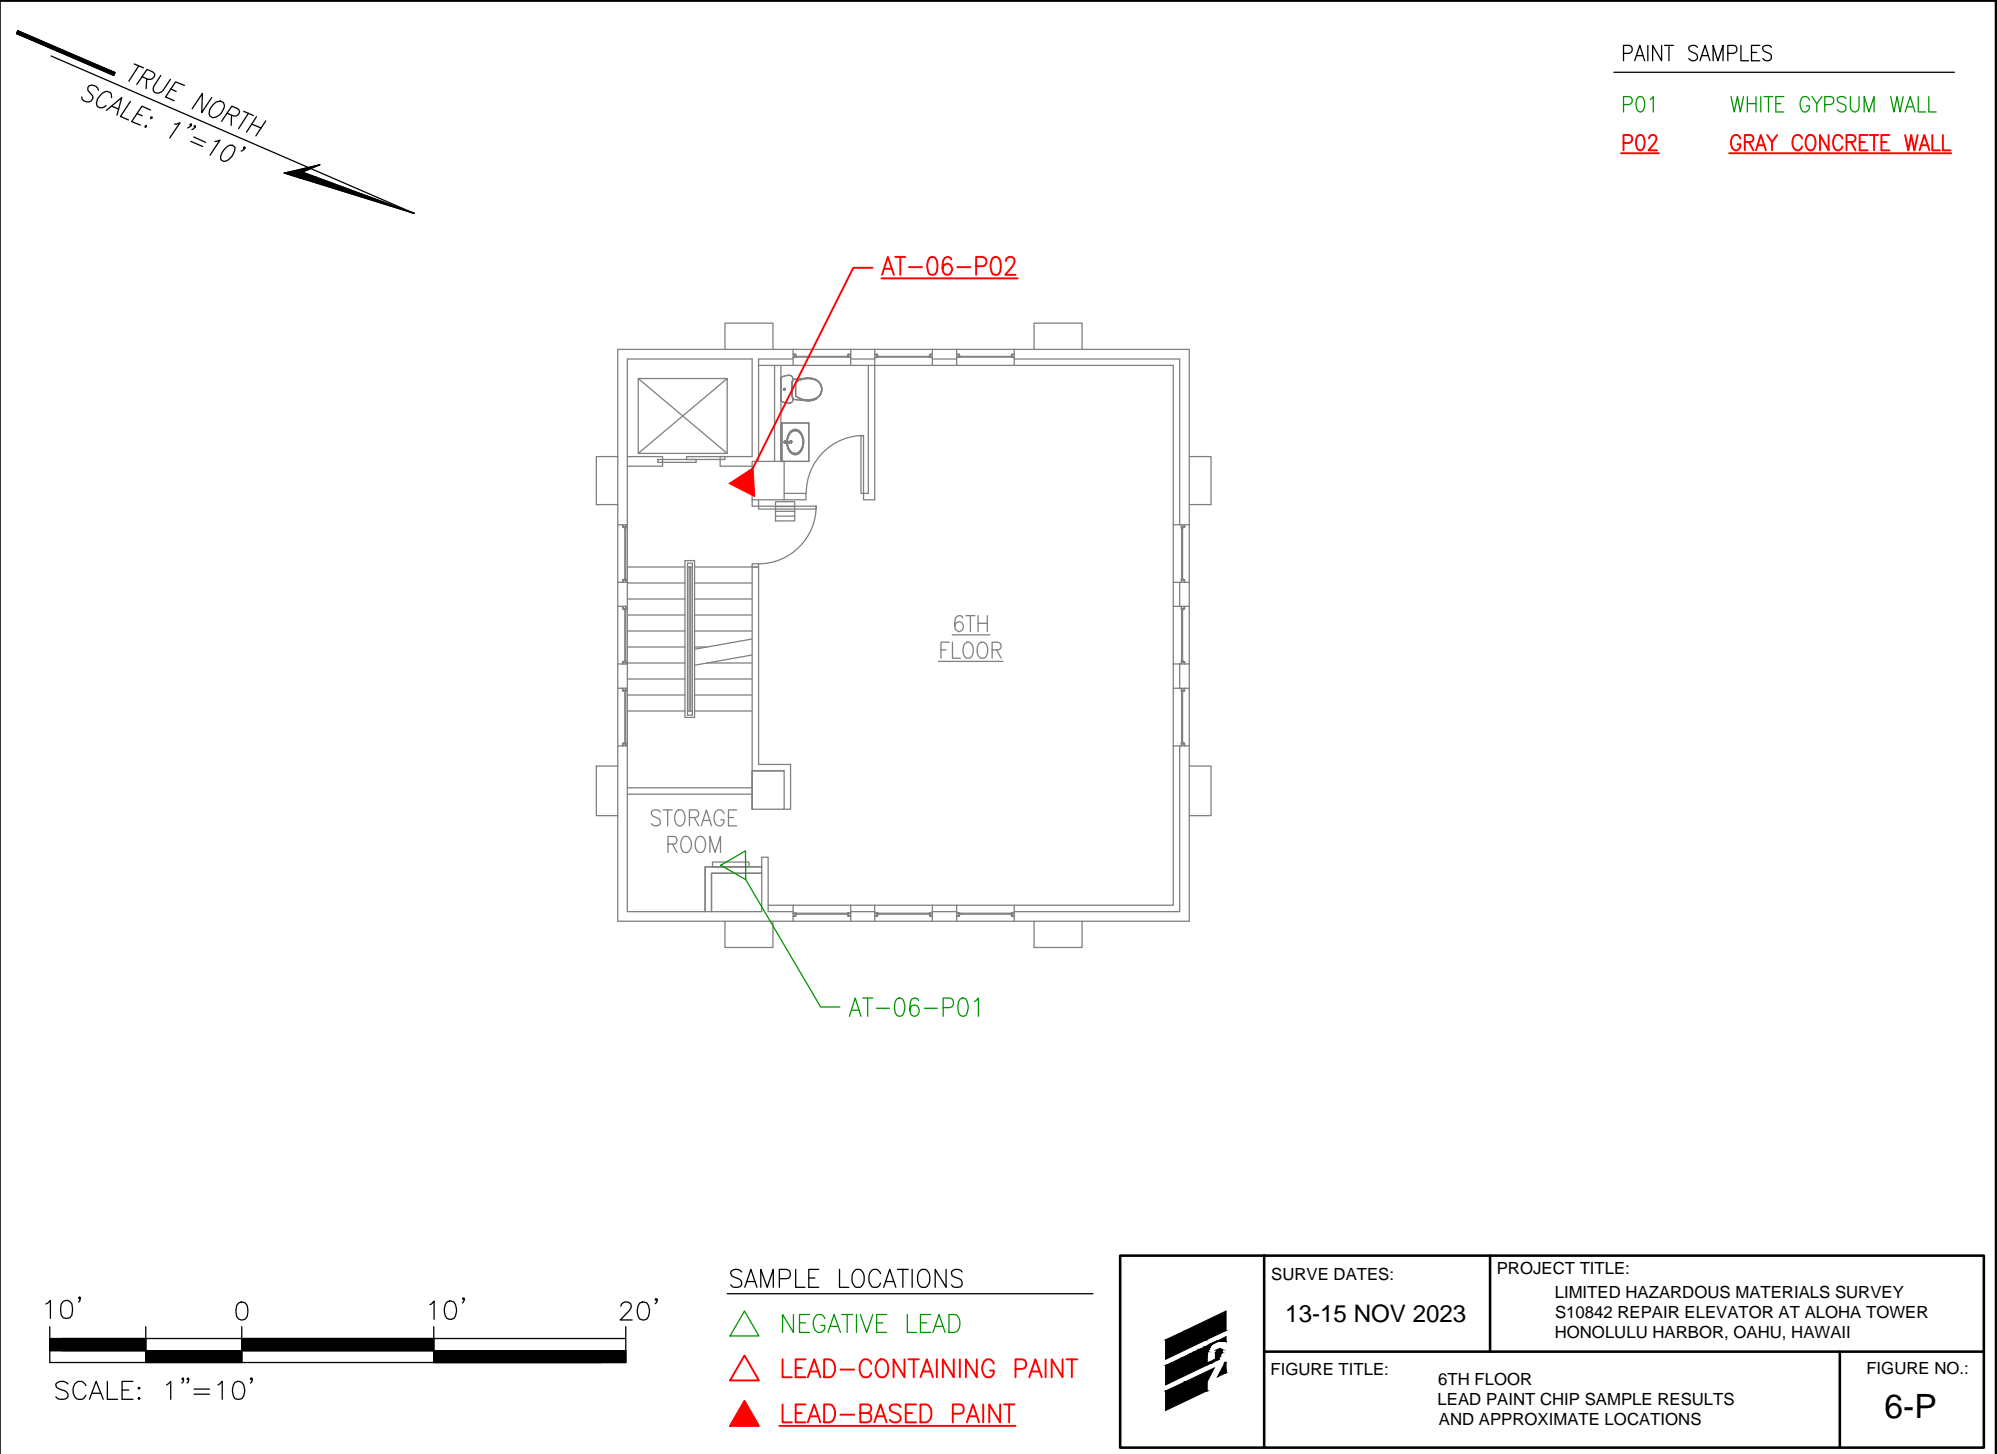 TRUE NORTH
SCALE: 1"=10'
PAINT SAMPLES
P01 WHITE GYPSUM WALL
P02 GRAY CONCRETE WALL
AT-06-P02
6TH
FLOOR
STORAGE
ROOM
AT-06-P01
10' 0 10' 20'
SCALE: 1"=10'
SAMPLE LOCATIONS
NEGATIVE LEAD
LEAD-CONTAINING PAINT
LEAD-BASED PAINT
SURVE DATES:
13-15 NOV 2023
PROJECT TITLE:
LIMITED HAZARDOUS MATERIALS SURVEY
S10842 REPAIR ELEVATOR AT ALOHA TOWER
HONOLULU HARBOR, OAHU, HAWAII
FIGURE TITLE:
6TH FLOOR
LEAD PAINT CHIP SAMPLE RESULTS
AND APPROXIMATE LOCATIONS
FIGURE NO.:
6-P